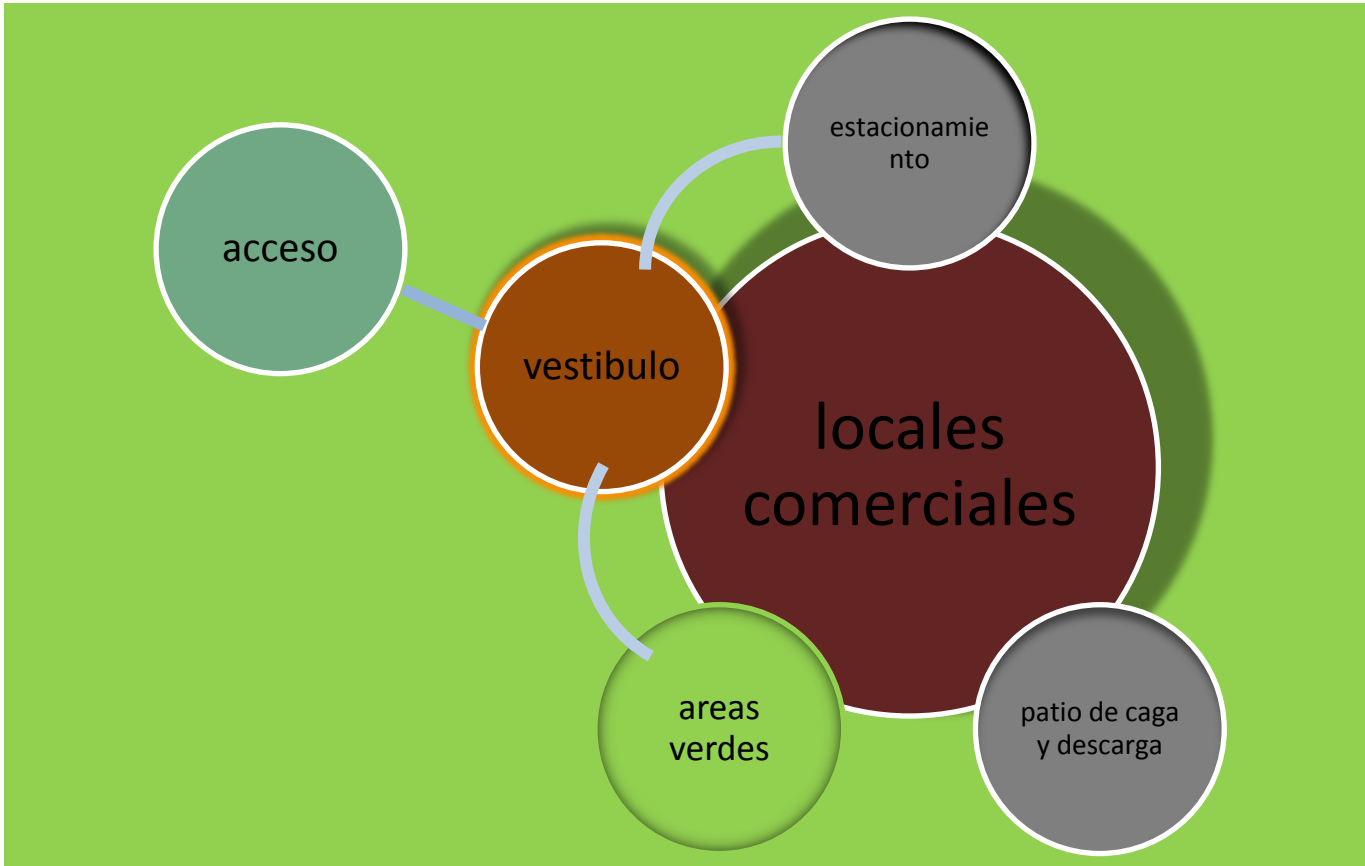 estacionamie
nto
acceso
vestibulo
locales
comerciales
areas
verdes
patio de caga
y descarga